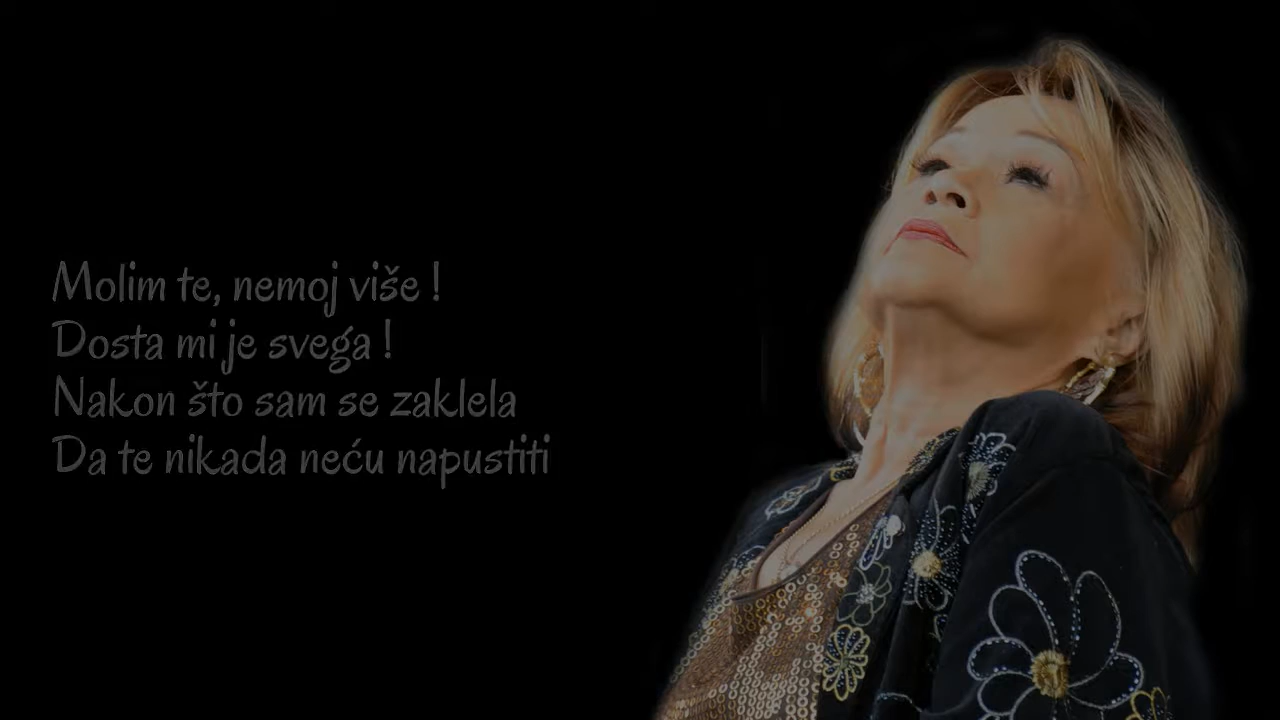 Molim te, nemoj više !
Dosta mi je svega !
Nakon što sam se zaklela
Da te nikada neću napustiti